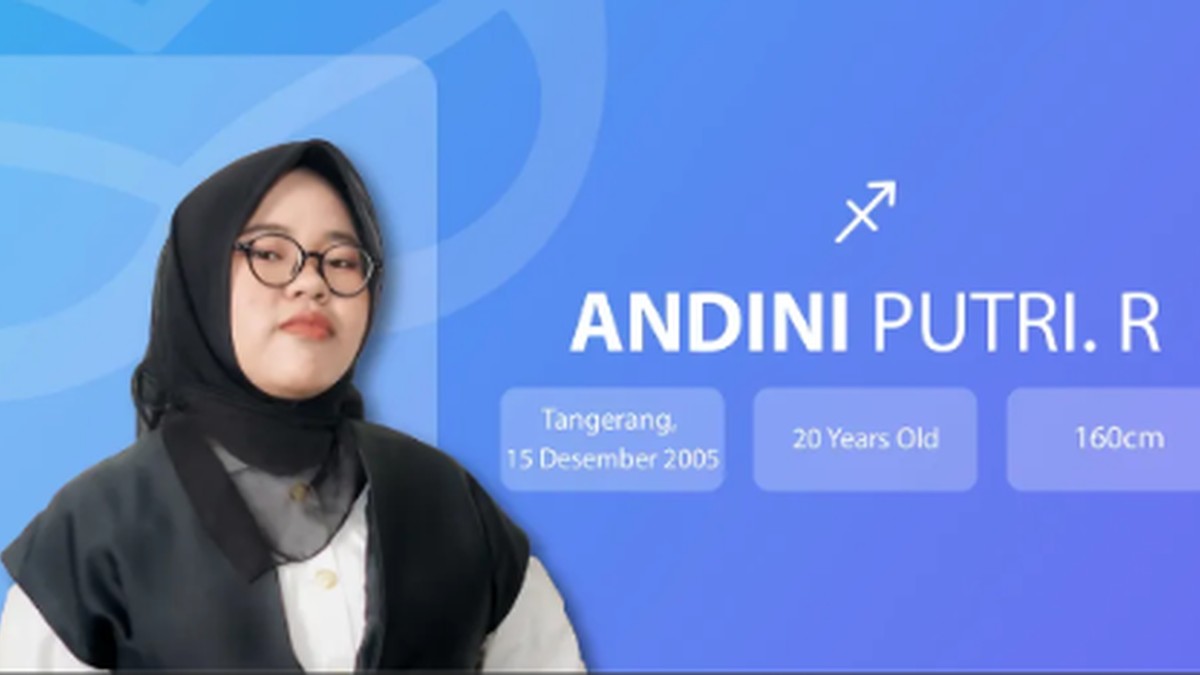 ANDINI PUTRI. R
Tangerang,
15 Desember 2005
20 Years Old
160cm